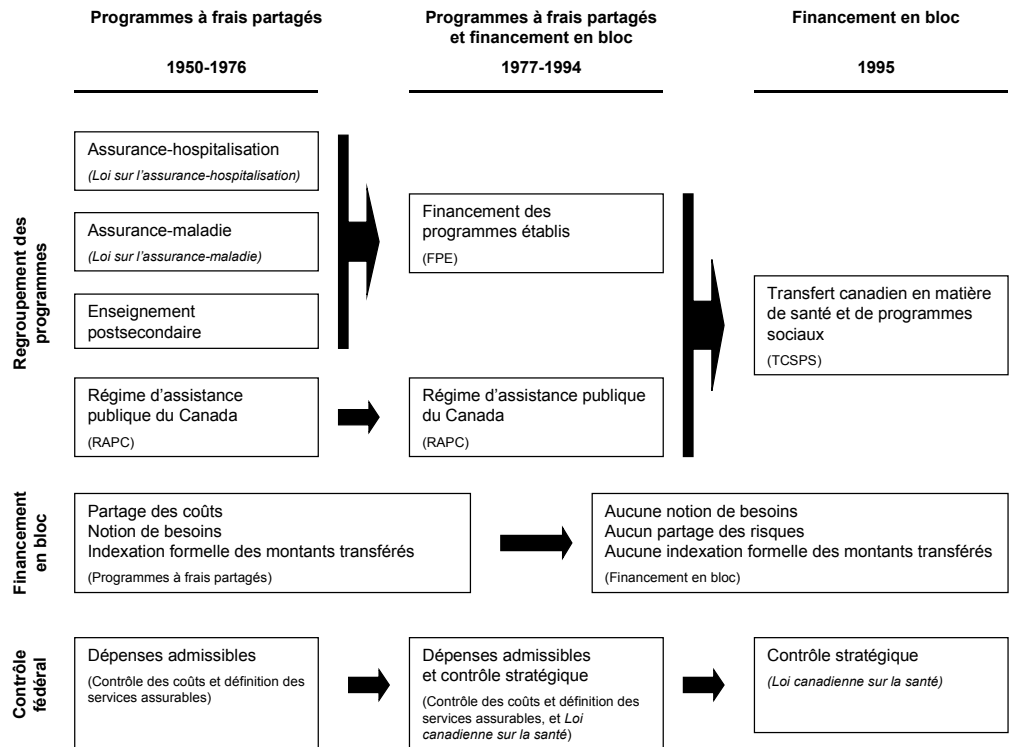 Programmes à frais partagés
1950-1976
Programmes à frais partagés
et financement en bloc
1977-1994
Financement en bloc
1995
Regroupement des
programmes
Assurance-hospitalisation
(Loi sur l'assurance-hospitalisation)
Assurance-maladie
(Loi sur l'assurance-maladie)
Enseignement
postsecondaire
Régime d'assistance
publique du Canada
(RAPC)
Financement des
programmes établis
(FPE)
Régime d'assistance publique
du Canada
(RAPC)
Transfert canadien en matière
de santé et de programmes
sociaux
(TCSPS)
Financement
en bloc
Partage des coûts
Notion de besoins
Indexation formelle des montants transférés
(Programmes à frais partagés)
Aucune notion de besoins
Aucun partage des risques
Aucune indexation formelle des montants transférés
(Financement en bloc)
Contrôle
fédéral
Dépenses admissibles
(Contrôle des coûts et définition des
services assurables)
Dépenses admissibles
et contrôle stratégique
(Contrôle des coûts et définition des
services assurables, et Loi
canadienne sur la santé)
Contrôle stratégique
(Loi canadienne sur la santé)